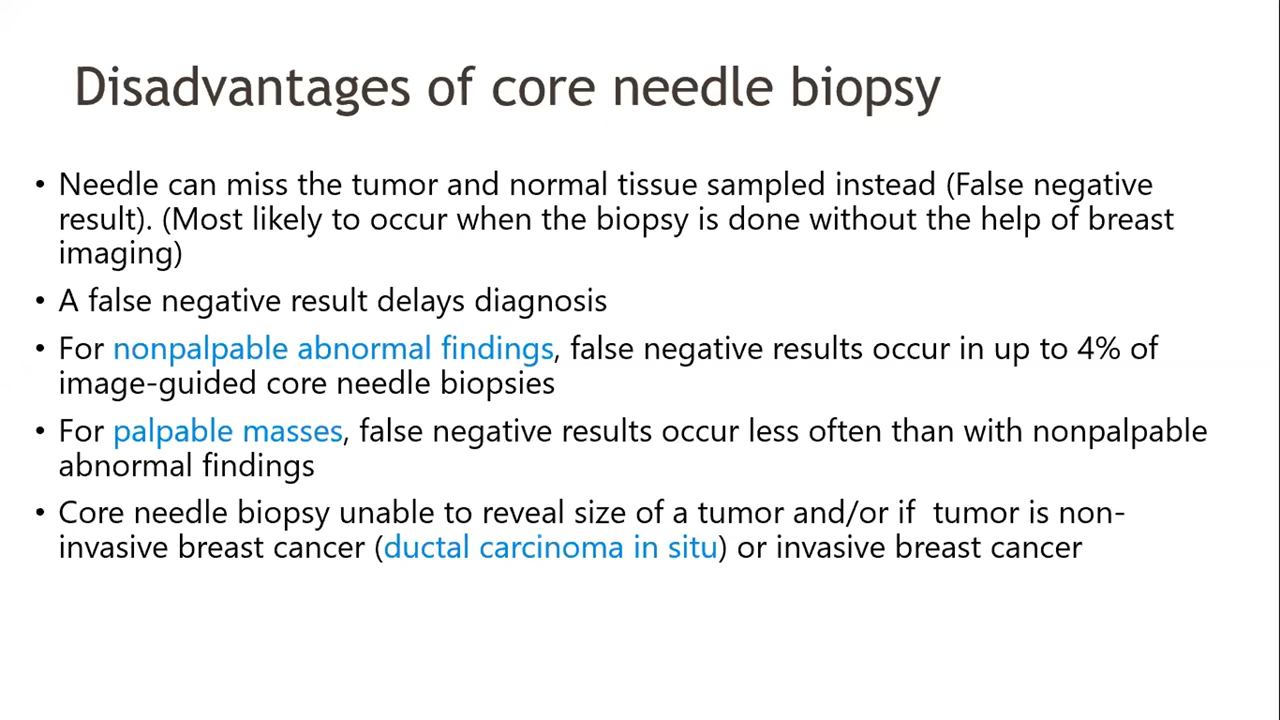 Disadvantages of core needle biopsy
• Needle can miss the tumor and normal tissue sampled instead (False negative
result). (Most likely to occur when the biopsy is done without the help of breast
imaging)
• A false negative result delays diagnosis
• For nonpalpable abnormal findings, false negative results occur in up to 4% of
image-guided core needle biopsies
• For palpable masses, false negative results occur less often than with nonpalpable
abnormal findings
• Core needle biopsy unable to reveal size of a tumor and/or if  tumor is non-
invasive breast cancer (ductal carcinoma in situ) or invasive breast cancer